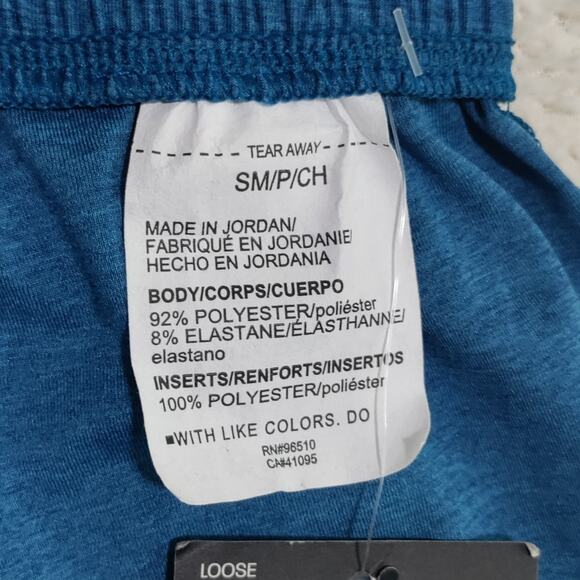 TEAR AWAY
SM/P/CH
MADE IN JORDAN/
FABRIQUÉ EN JORDANIE/
HECHO EN JORDANIA
BODY/CORPS/CUERPO
92% POLYESTER/poliéster
8% ELASTANE/ÉLASTHANNE/
elastano
INSERTS/RENFORTS/INSERTOS
100% POLYESTER/poliéster
■WITH LIKE COLORS. DO
RN#96510
CA#41095
LOOSE